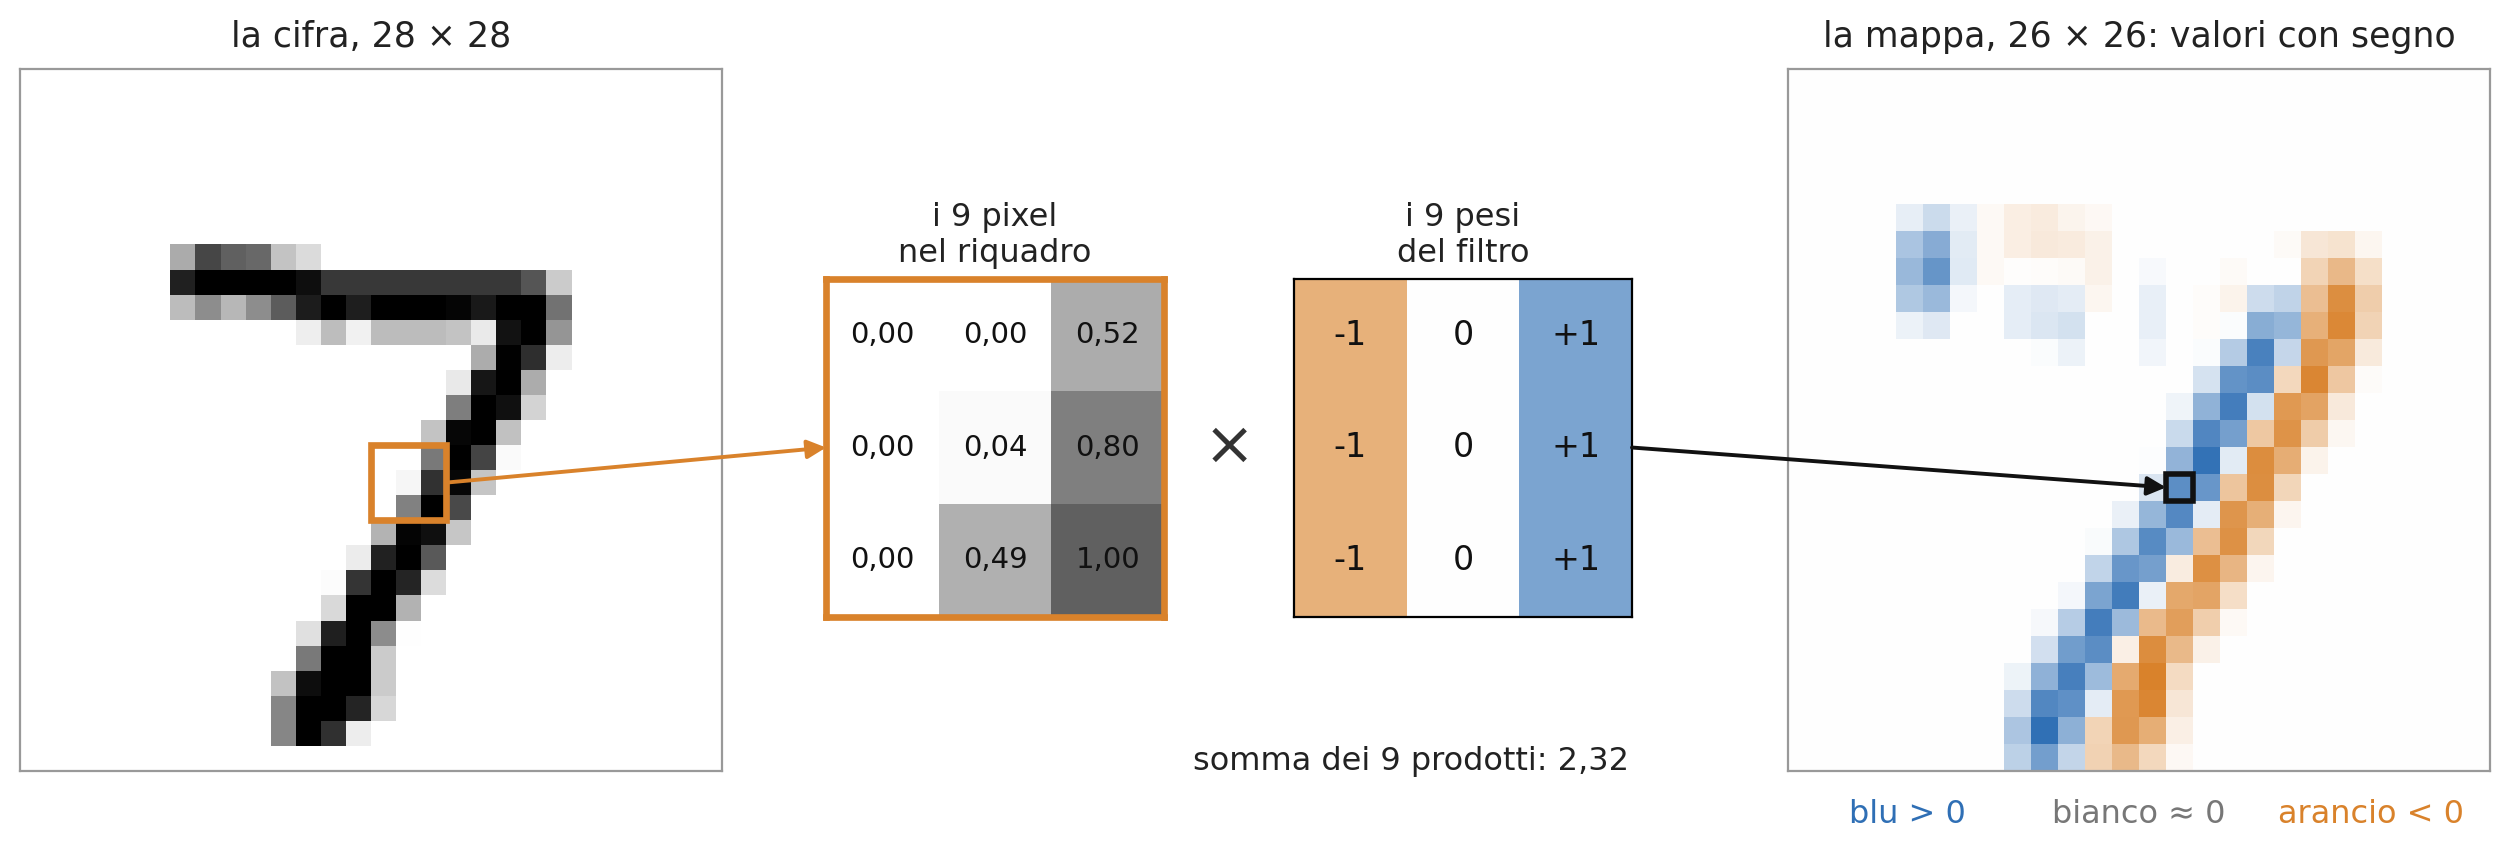 la cifra, 28 × 28
i 9 pixel
nel riquadro
0,00 0,00 0,52
0,00 0,04 0,80
0,00 0,49 1,00
×
i 9 pesi
del filtro
-1 0 +1
-1 0 +1
-1 0 +1
somma dei 9 prodotti: 2,32
la mappa, 26 × 26: valori con segno
blu > 0 bianco ≈ 0 arancio < 0